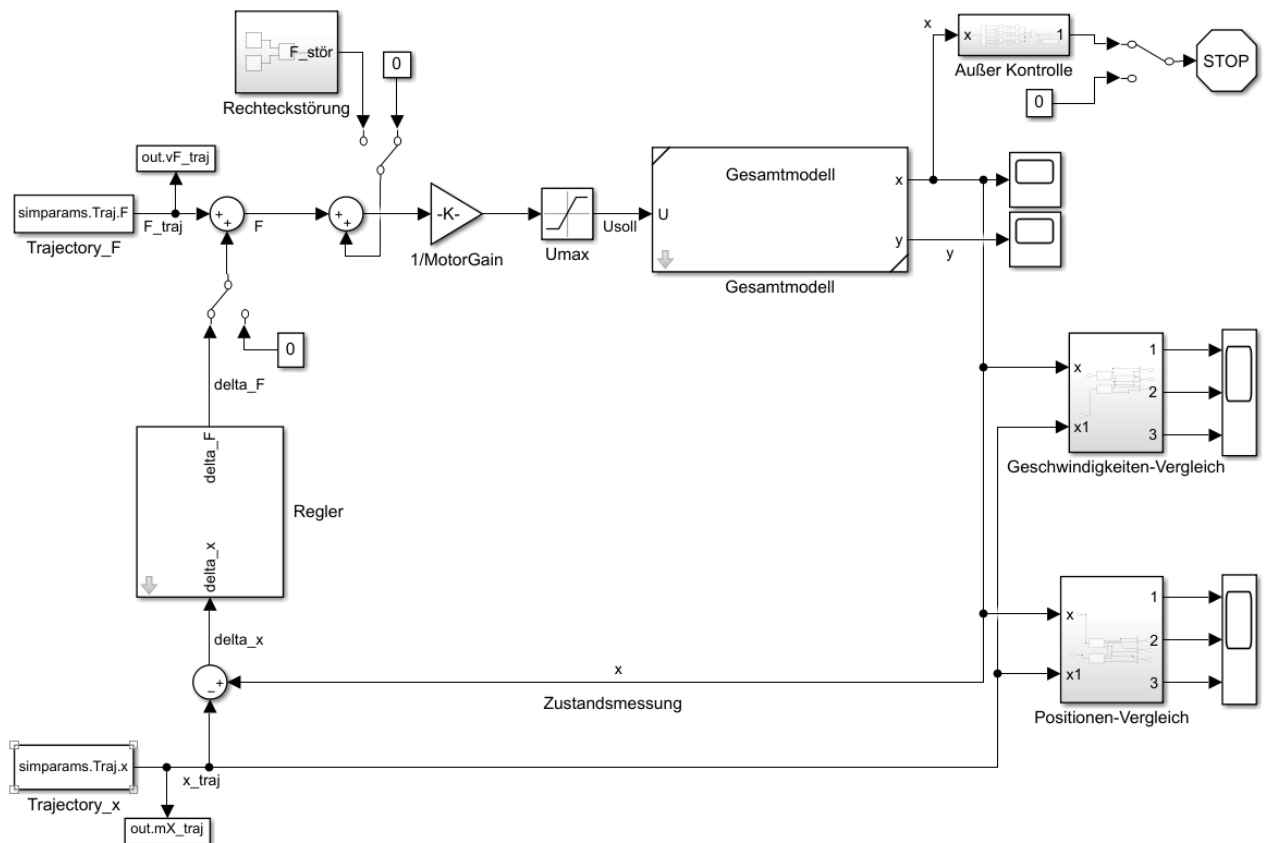 F_stör
Rechteckstörung
0
x
x
1
Außer Kontrolle
STOP
0
out.vF_traj
simparams.Traj.F
F_traj
Trajectory_F
+
+
F
+
+
-K-
1/MotorGain
Umax
Usoll
Gesamtmodell
U
x
y
Gesamtmodell
y
0
delta_F
delta_F
delta_x
Regler
delta_x
x
x1
1
2
3
Geschwindigkeiten-Vergleich
x
x1
1
2
3
Positionen-Vergleich
+
_
x
Zustandsmessung
simparams.Traj.x
x_traj
Trajectory_x
out.mX_traj